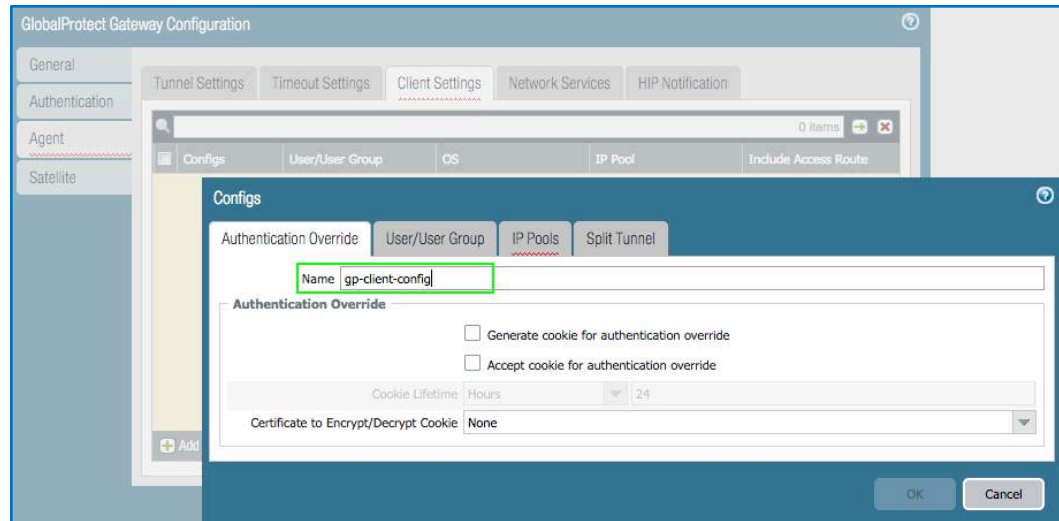 GlobalProtect Gateway Configuration
General
Authentication
Agent
Satellite
Tunnel Settings Timeout Settings Client Settings Network Services HIP Notification
0 items
Configs User/User Group OS IP Pool Include Access Route
Configs
Authentication Override User/User Group IP Pools Split Tunnel
Name gp-client-config
Authentication Override
Generate cookie for authentication override
Accept cookie for authentication override
Cookie Lifetime Hours 24
Certificate to Encrypt/Decrypt Cookie None
Add
OK Cancel